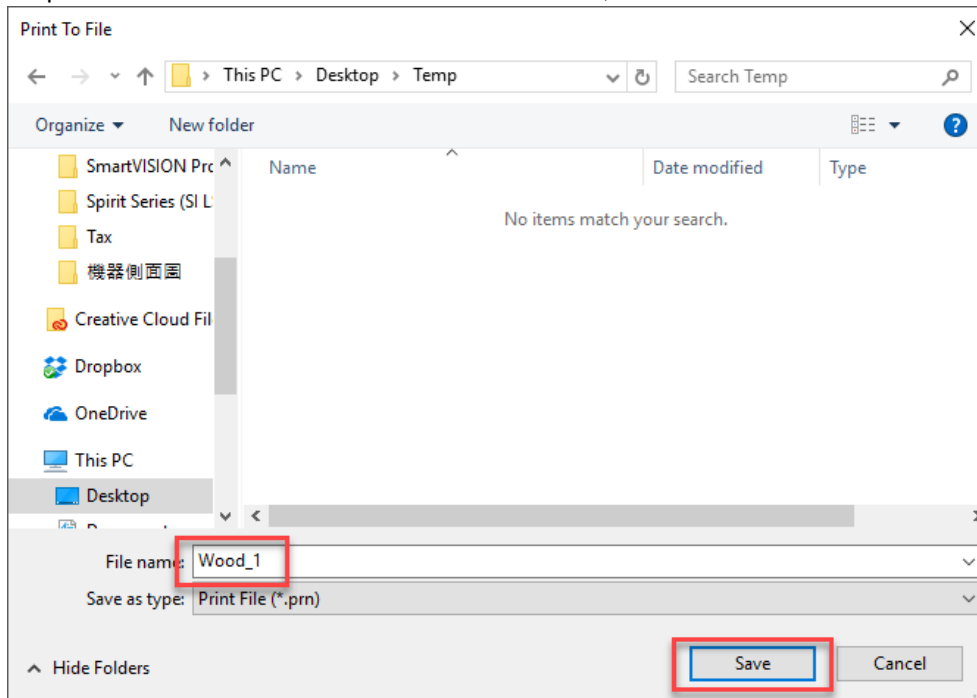 Print To File
This PC > Desktop > Temp
Search Temp
Organize
New folder
?
SmartVISION Prc
Name
Date modified
Type
Spirit Series (SI L
No items match your search.
Tax
機器側面圖
Creative Cloud Fil
Dropbox
OneDrive
This PC
Desktop
File name: Wood_1
Save as type: Print File (*.prn)
Hide Folders
Save
Cancel